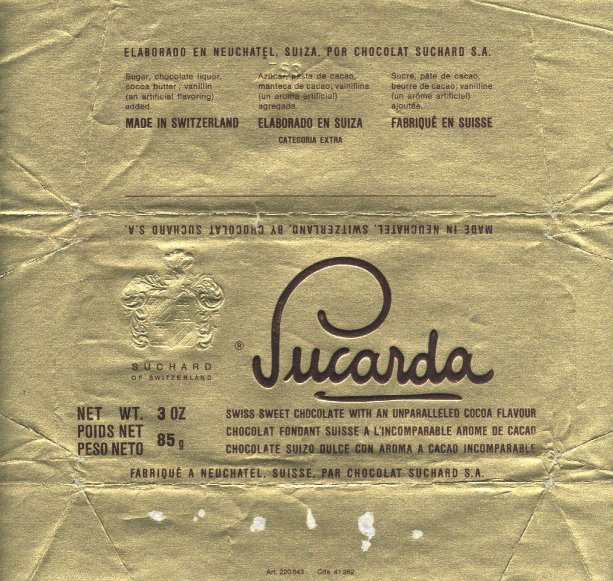 ELABORADO EN NEUCHATEL, SUIZA, POR CHOCOLAT SUCHARD S.A.
TSP
Sugar, chocolate liquor,
cocoa butter; vanillin
(an artificial flavoring)
added.
MADE IN SWITZERLAND
Azúcar, pasta de cacao,
manteca de cacao; vainillina
(un aroma artificial)
agregada.
ELABORADO EN SUIZA
CATEGORIA EXTRA
Sucre, pâte de cacao,
beurre de cacao; vanilline
(un arôme artificiel)
ajoutée.
FABRIQUÉ EN SUISSE
MADE IN NEUCHATEL, SWITZERLAND, BY CHOCOLAT SUCHARD S.A.
SUCHARD
OF SWITZERLAND
® Sucarda
NET WT. 3 OZ
POIDS NET
PESO NETO 85 g
SWISS SWEET CHOCOLATE WITH AN UNPARALLELED COCOA FLAVOUR
CHOCOLAT FONDANT SUISSE A L'INCOMPARABLE AROME DE CACAO
CHOCOLATE SUIZO DULCE CON AROMA A CACAO INCOMPARABLE
FABRIQUÉ A NEUCHATEL, SUISSE, PAR CHOCOLAT SUCHARD S.A.
Art. 220843 Cde 41262